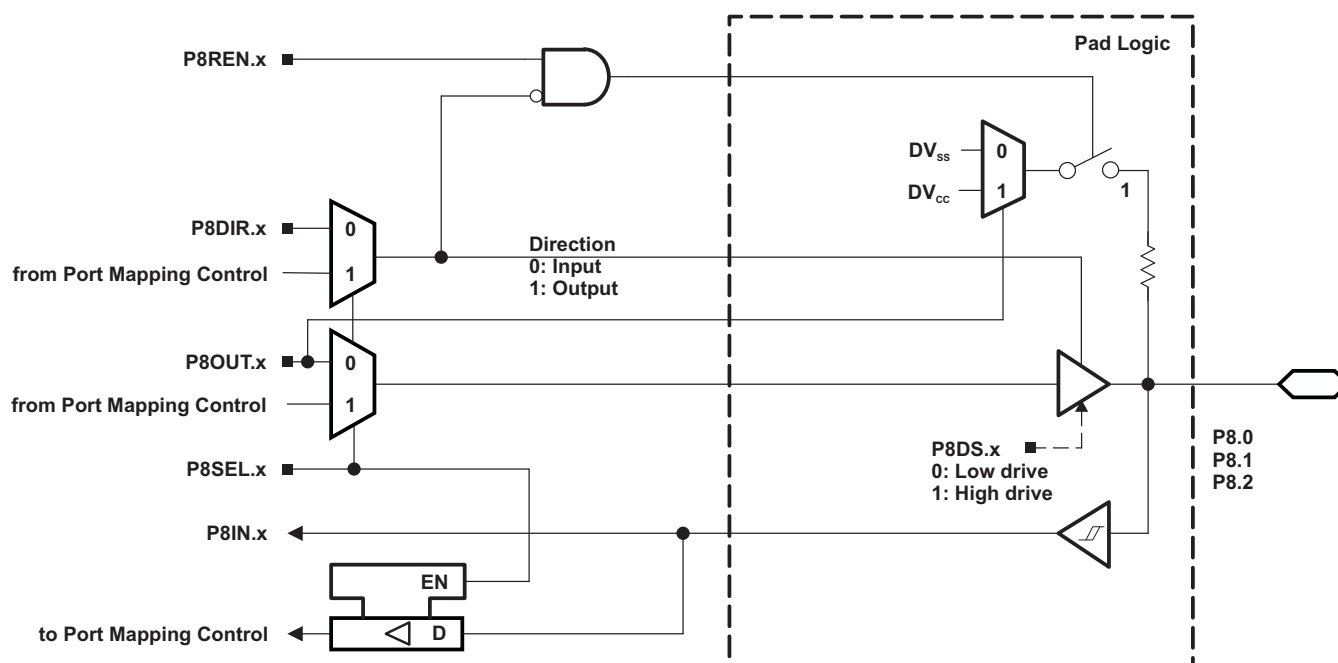 Pad Logic
P8REN.x
DVss
0
DVcc
1
1
P8DIR.x
0
from Port Mapping Control
1
Direction
0: Input
1: Output
P8OUT.x
0
from Port Mapping Control
1
P8SEL.x
P8DS.x
0: Low drive
1: High drive
P8.0
P8.1
P8.2
P8IN.x
EN
to Port Mapping Control
D